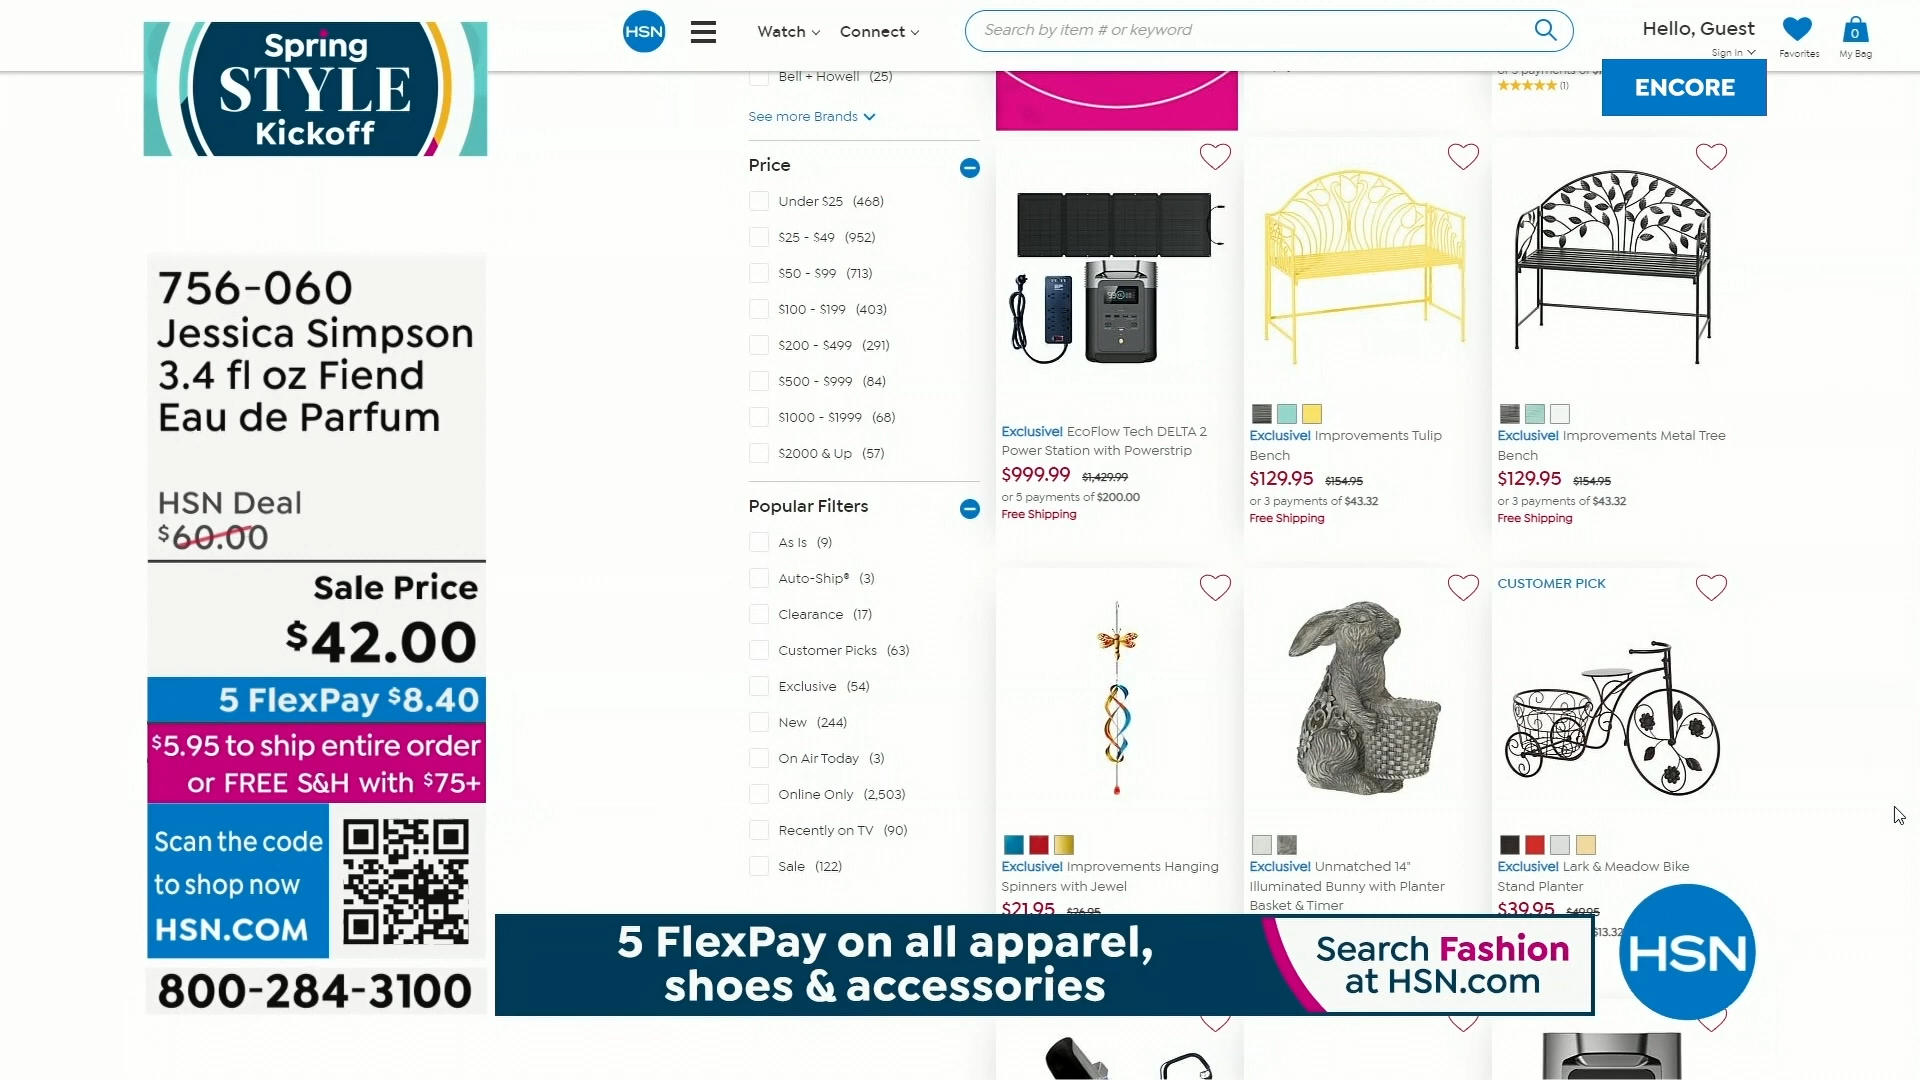 Spring
STYLE
Kickoff
HSN
Watch
Connect
Search by item # or keyword
Hello, Guest
Sign In
Favorites
0
My Bag
ENCORE
756-060
Jessica Simpson
3.4 fl oz Fiend
Eau de Parfum
HSN Deal
$60.00
Sale Price
$42.00
5 FlexPay $8.40
$5.95 to ship entire order
or FREE S&H with $75+
Scan the code
to shop now
HSN.COM
800-284-3100
Bell + Howell (25)
See more Brands
Price
Under $25 (468)
$25 - $49 (952)
$50 - $99 (713)
$100 - $199 (403)
$200 - $499 (291)
$500 - $999 (84)
$1000 - $1999 (68)
$2000 & Up (57)
Popular Filters
As Is (9)
Auto-Ship® (3)
Clearance (17)
Customer Picks (63)
Exclusive (54)
New (244)
On Air Today (3)
Online Only (2,503)
Recently on TV (90)
Sale (122)
(1)
Exclusive! EcoFlow Tech DELTA 2
Power Station with Powerstrip
$999.99 $1,429.99
or 5 payments of $200.00
Free Shipping
Exclusive! Improvements Tulip
Bench
$129.95 $154.95
or 3 payments of $43.32
Free Shipping
Exclusive! Improvements Metal Tree
Bench
$129.95 $154.95
or 3 payments of $43.32
Free Shipping
Exclusive! Improvements Hanging
Spinners with Jewel
$21.95 $26.95
Exclusive! Unmatched 14"
Illuminated Bunny with Planter
Basket & Timer
CUSTOMER PICK
Exclusive! Lark & Meadow Bike
Stand Planter
$39.95 $49.95
$13.32
5 FlexPay on all apparel,
shoes & accessories
Search Fashion
at HSN.com
HSN